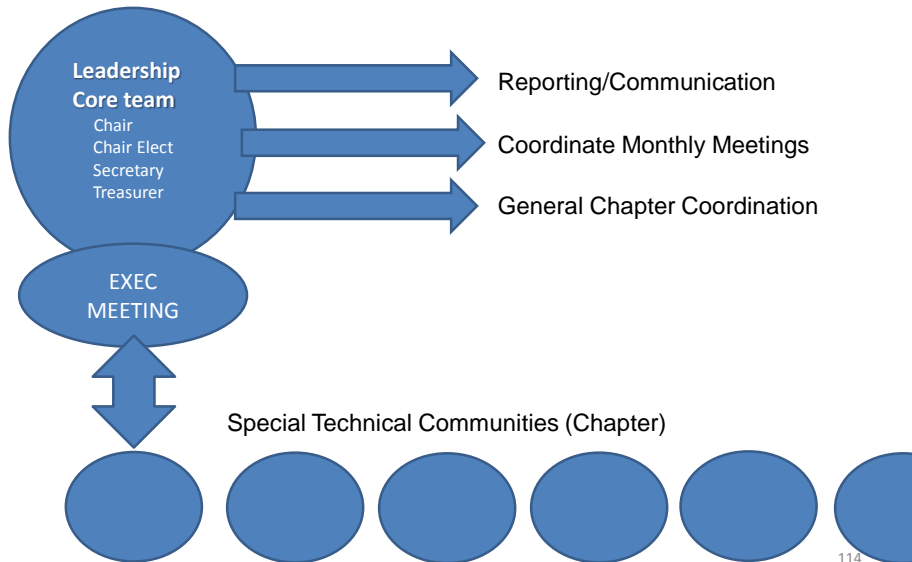 Leadership
Core team
Chair
Chair Elect
Secretary
Treasurer
Reporting/Communication
Coordinate Monthly Meetings
General Chapter Coordination
EXEC
MEETING
Special Technical Communities (Chapter)
114